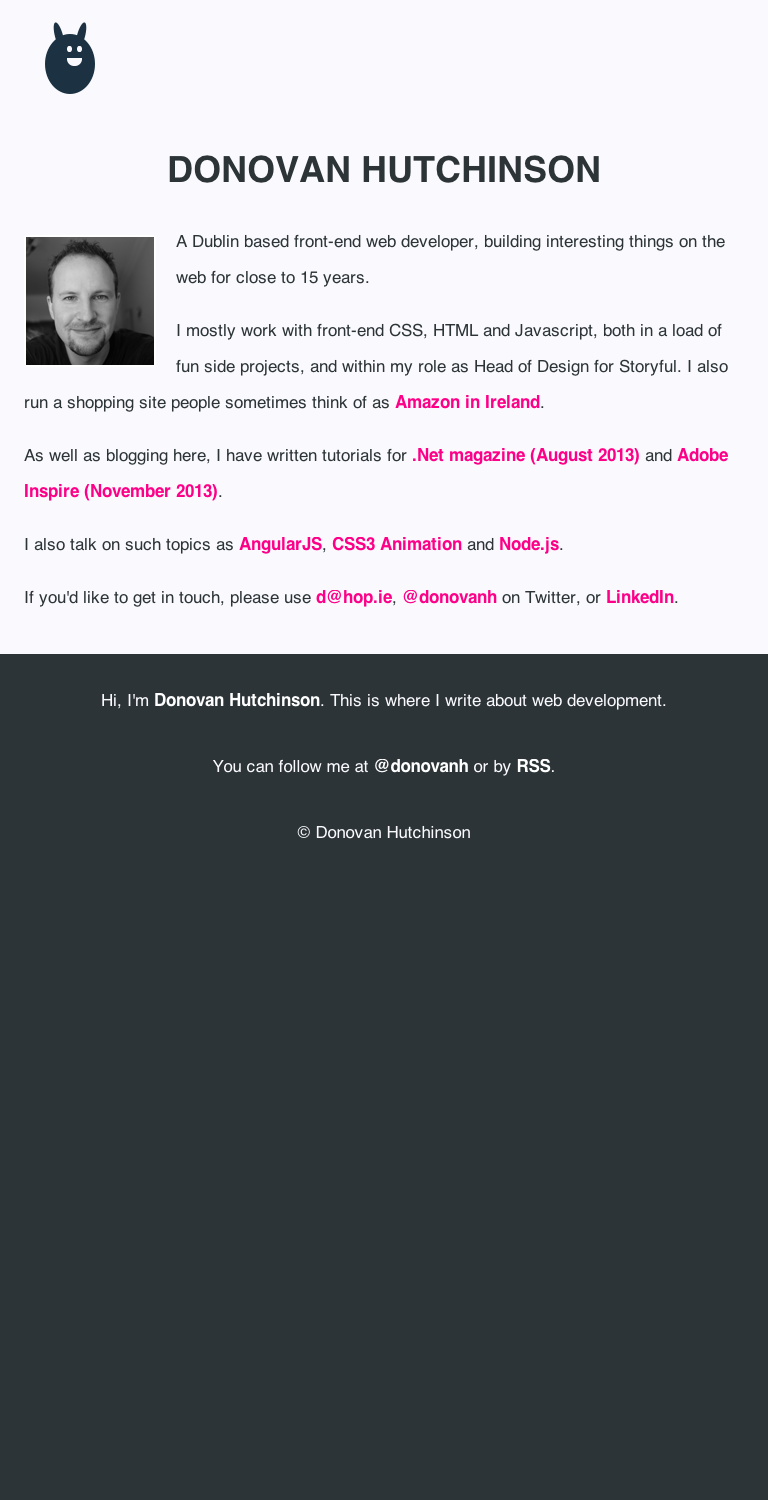 DONOVAN HUTCHINSON
A Dublin based front-end web developer, building interesting things on the
web for close to 15 years.
I mostly work with front-end CSS, HTML and Javascript, both in a load of
fun side projects, and within my role as Head of Design for Storyful. I also
run a shopping site people sometimes think of as Amazon in Ireland.
As well as blogging here, I have written tutorials for .Net magazine (August 2013) and Adobe
Inspire (November 2013).
I also talk on such topics as AngularJS, CSS3 Animation and Node.js.
If you'd like to get in touch, please use d@hop.ie, @donovanh on Twitter, or LinkedIn.
Hi, I'm Donovan Hutchinson. This is where I write about web development.
You can follow me at @donovanh or by RSS.
© Donovan Hutchinson